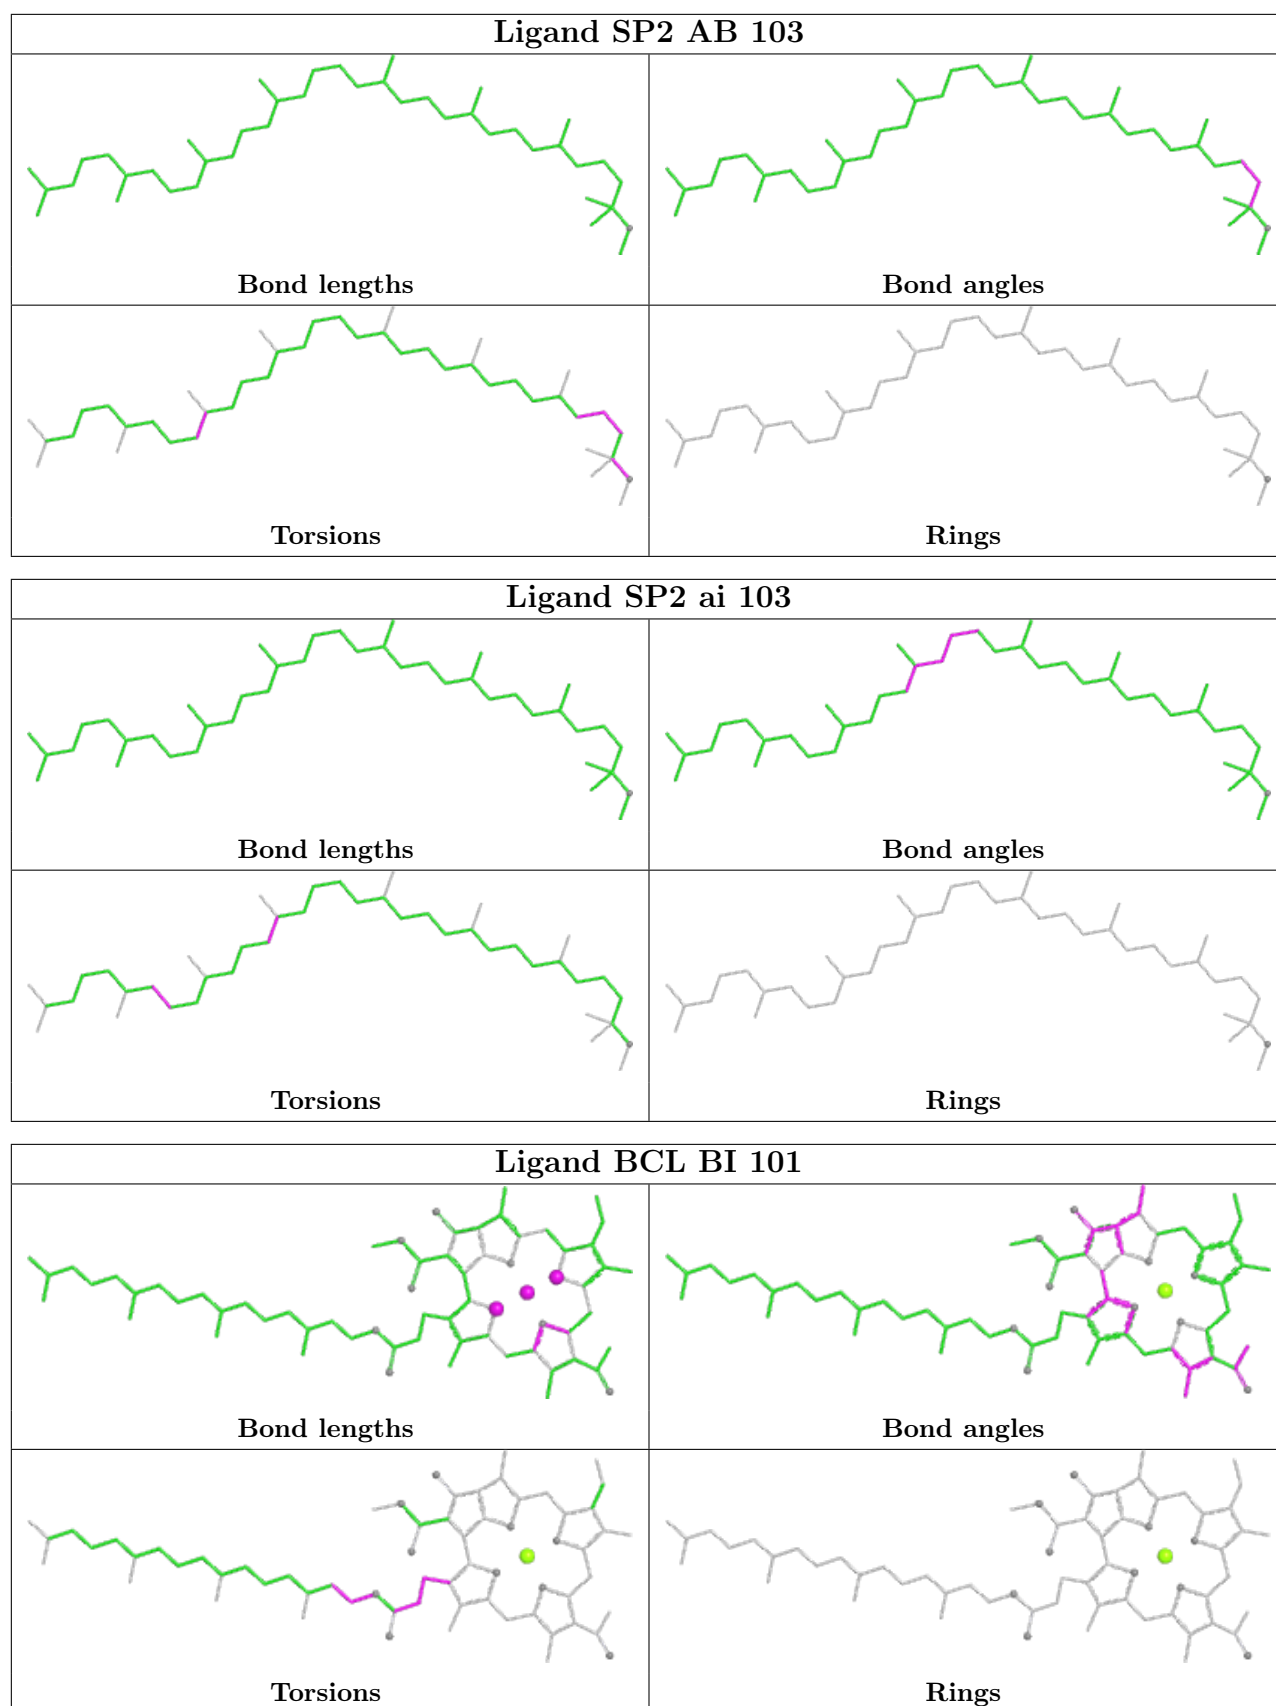 Ligand SP2 AB 103
Bond lengths
Bond angles
Torsions
Rings
Ligand SP2 ai 103
Bond lengths
Bond angles
Torsions
Rings
Ligand BCL BI 101
Bond lengths
Bond angles
Torsions
Rings